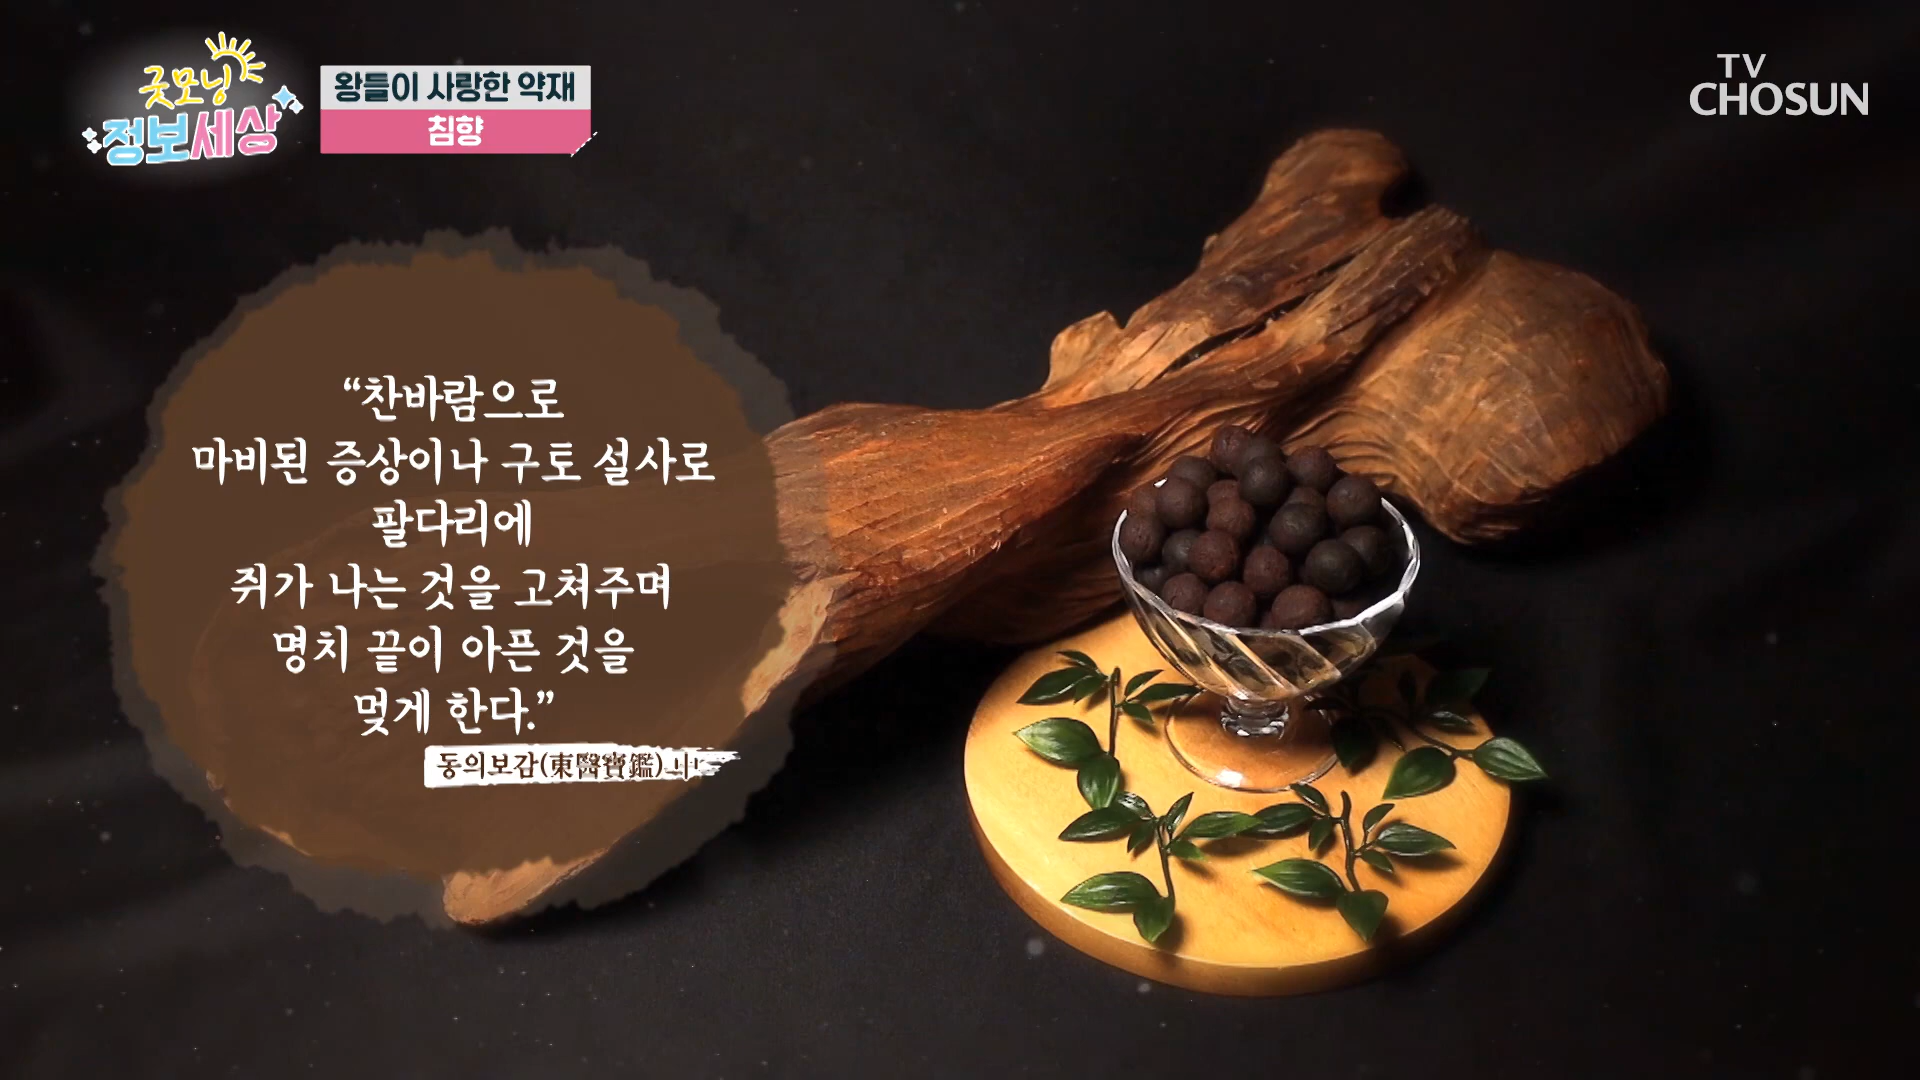 굿모닝
정보세상
왕들이 사랑한 약재
침향
TV
CHOSUN
“찬바람으로
마비된 증상이나 구토 설사로
팔다리에
쥐가 나는 것을 고쳐주며
명치 끝이 아픈 것을
멎게 한다.”
동의보감(東醫寶鑑) 中